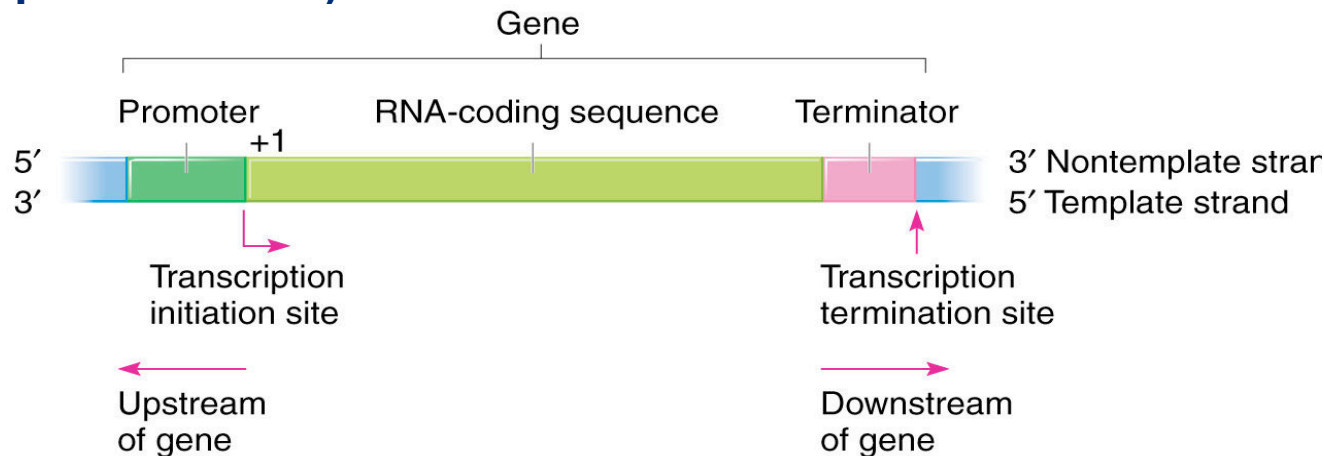 Gene
Promoter RNA-coding sequence Terminator
+1
5′ 3′ Nontemplate
3′ 5′ Template strand
Transcription initiation site
Transcription termination site
Upstream of gene
Downstream of gene